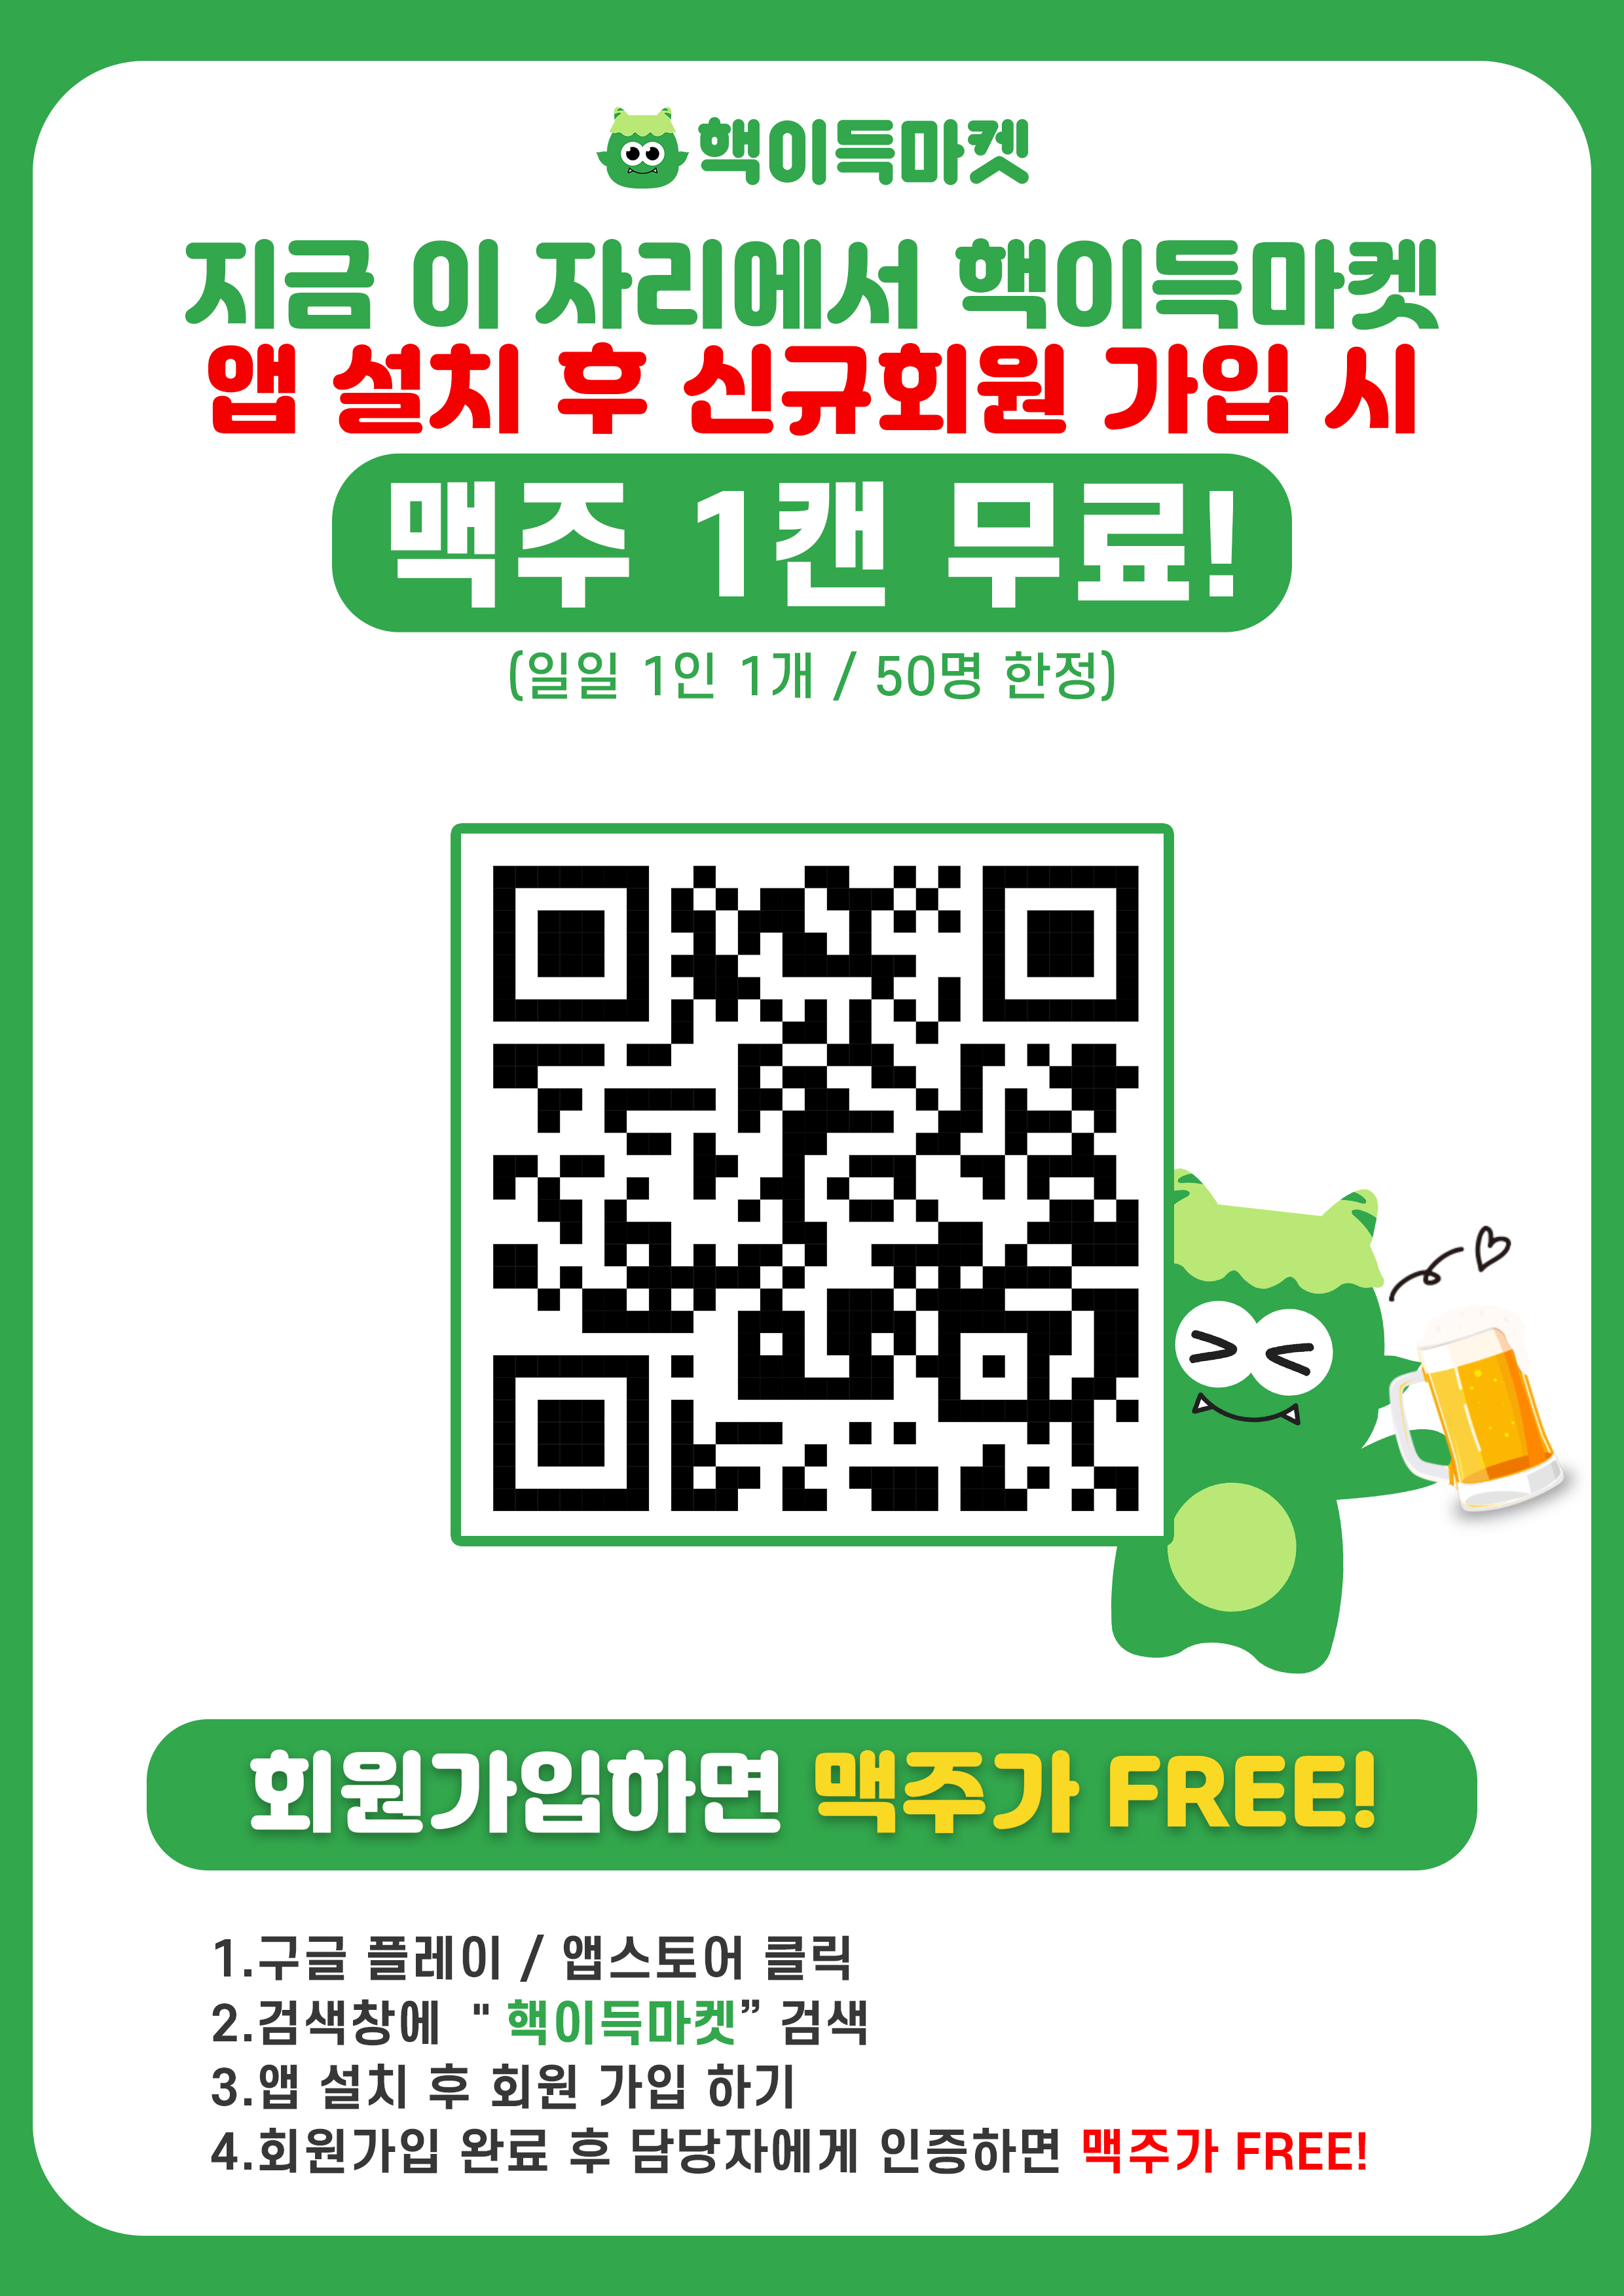 핵이득마켓
지금 이 자리에서 핵이득마켓
앱 설치 후 신규회원 가입 시
맥주 1캔 무료!
(일일 1인 1개 / 50명 한정)
회원가입하면 맥주가 FREE!
1.구글 플레이 / 앱스토어 클릭
2.검색창에 " 핵이득마켓” 검색
3.앱 설치 후 회원 가입 하기
4.회원가입 완료 후 담당자에게 인증하면 맥주가 FREE!